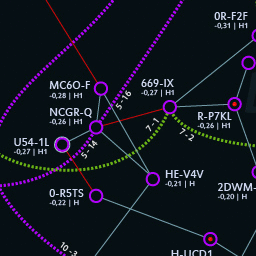 0R-F2F
-0,31 | H1
MC6O-F
-0,28 | H1
669-IX
-0,27 | H1
5 - 16
NCGR-Q
-0,26 | H1
R-P7KL
-0,26 | H1
7 - 1
7 - 2
U54-1L
-0,27 | H1
5 - 14
HE-V4V
-0,21 | H
0-R5TS
-0,22 | H
2DWM-
-0,20 | H
10 - 3
H-UCD1